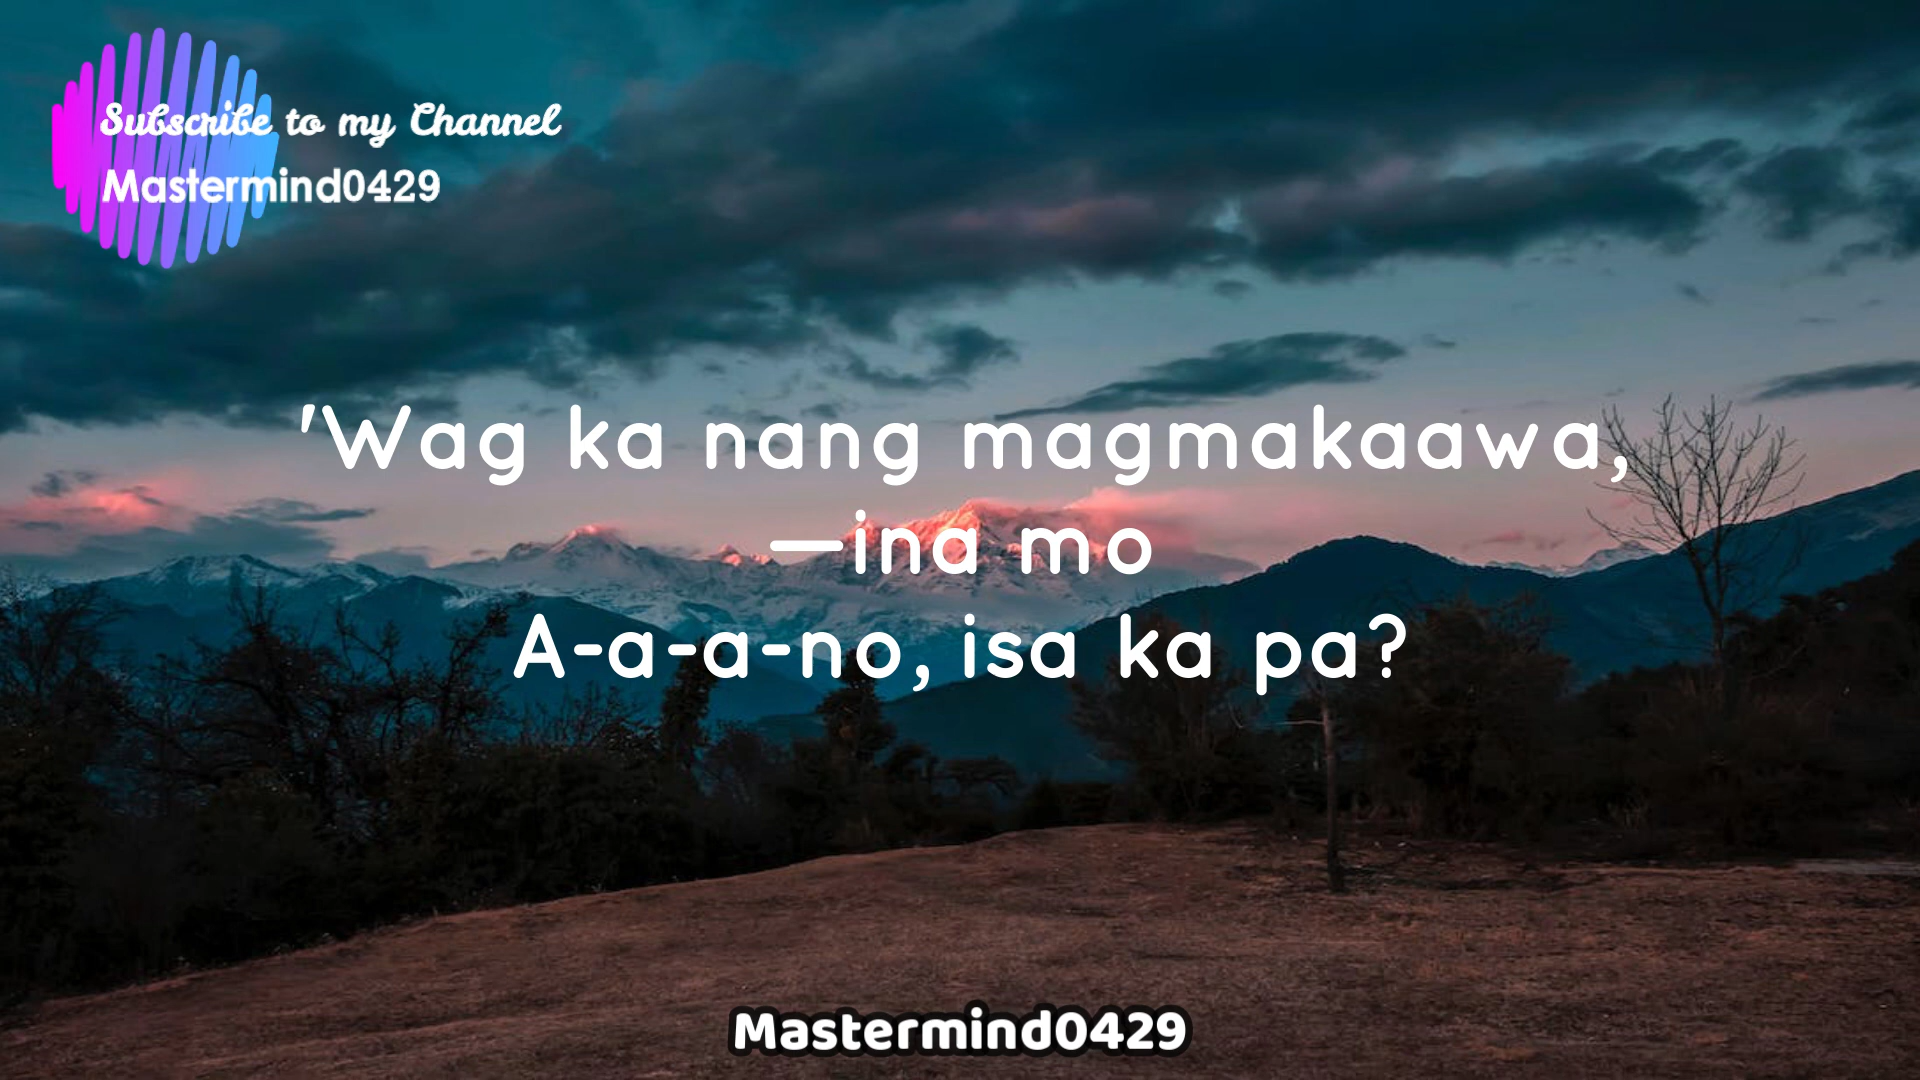 Subscribe to my Channel
Mastermind0429
'Wag ka nang magmakaawa,
—ina mo
A-a-a-no, isa ka pa?
Mastermind0429